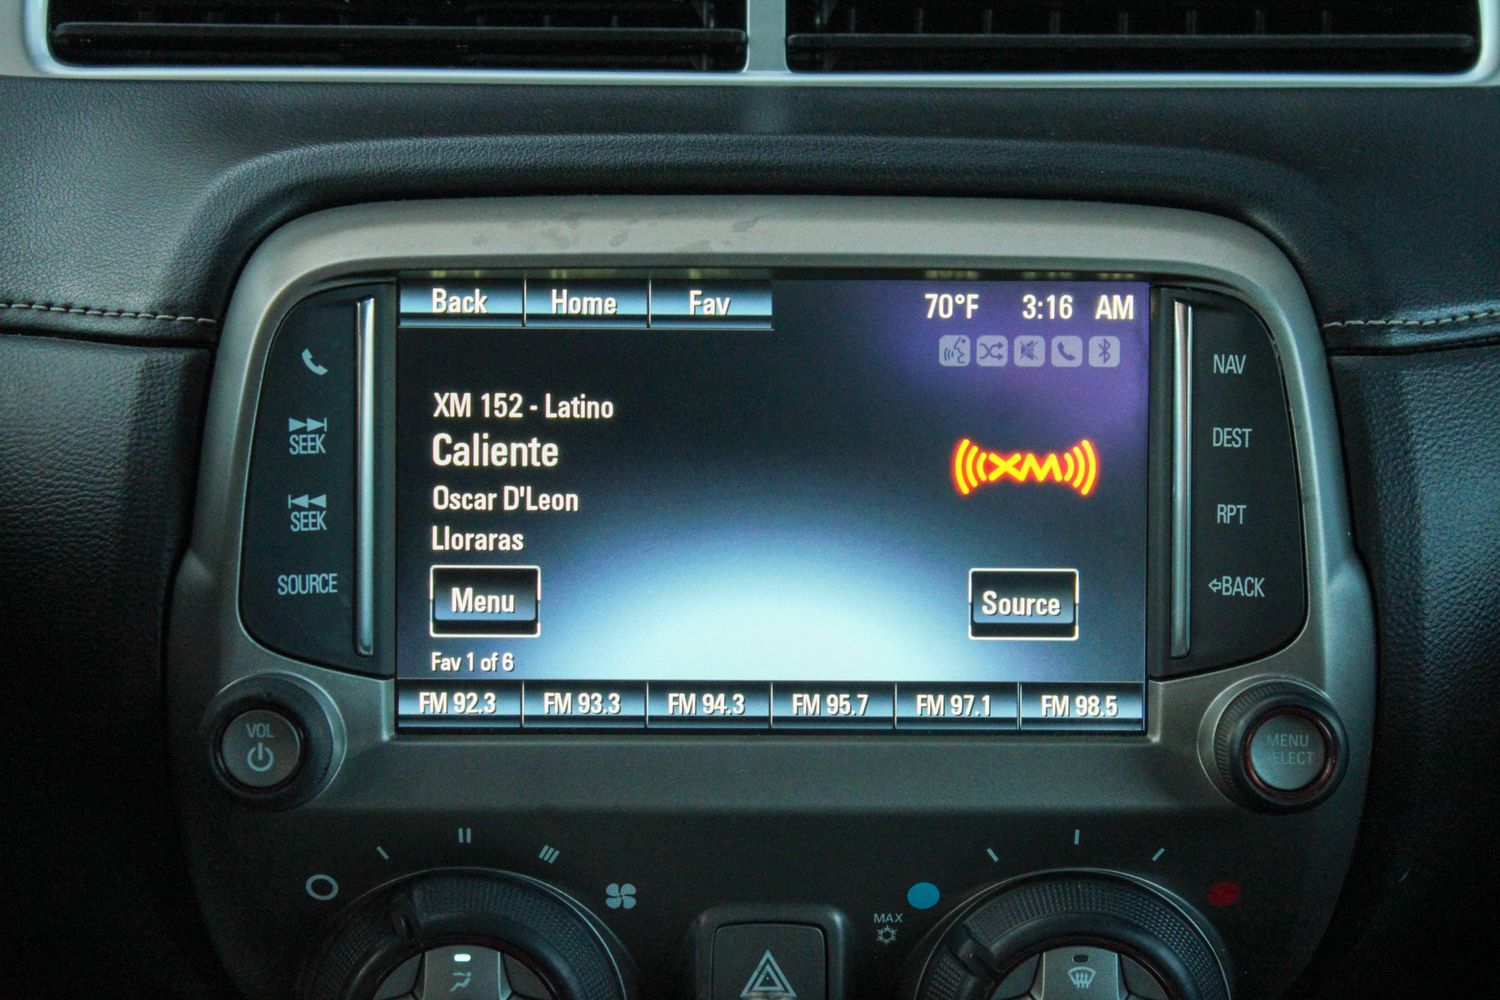 Back Home Fav 70°F 3:16 AM
XM 152 - Latino
Caliente
XM
Oscar D'Leon
Lloraras
Menu Source
Fav 1 of 6
FM 92.3 FM 93.3 FM 94.3 FM 95.7 FM 97.1 FM 98.5
SEEK
SEEK
SOURCE
NAV
DEST
RPT
BACK
VOL
MENU
SELECT
MAX